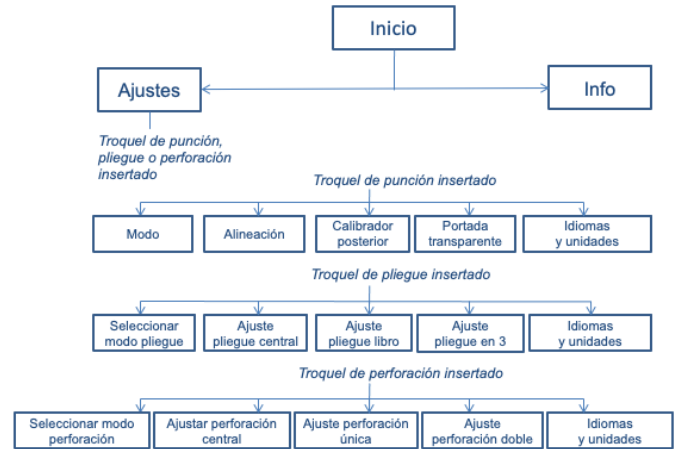 Inicio
Ajustes
Info
Troquel de punción,
pliegue o perforación
insertado
Troquel de punción insertado
Modo
Alineación
Calibrador
posterior
Portada
transparente
Idiomas
y unidades
Troquel de pliegue insertado
Seleccionar
modo pliegue
Ajuste
pliegue central
Ajuste
pliegue libro
Ajuste
pliegue en 3
Idiomas
y unidades
Troquel de perforación insertado
Seleccionar modo
perforación
Ajustar perforación
central
Ajuste perforación
única
Ajuste
perforación doble
Idiomas
y unidades